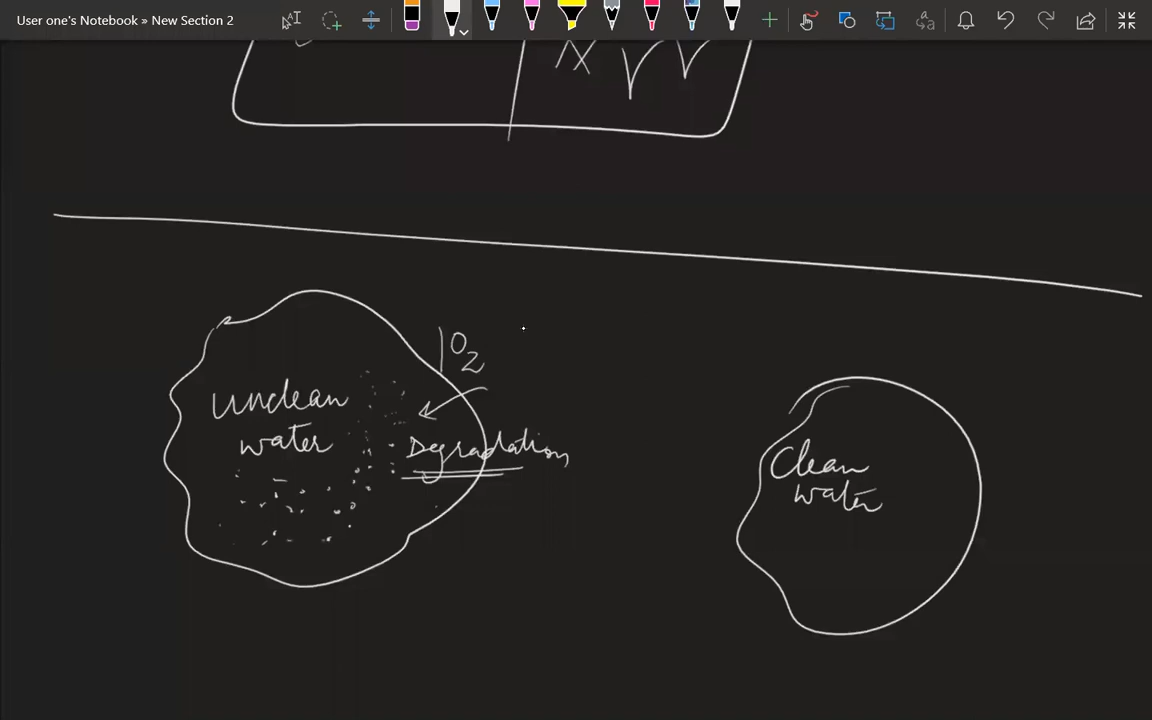 User one's Notebook » New Section 2
O2
unclean
water
Degradation
Clean
water